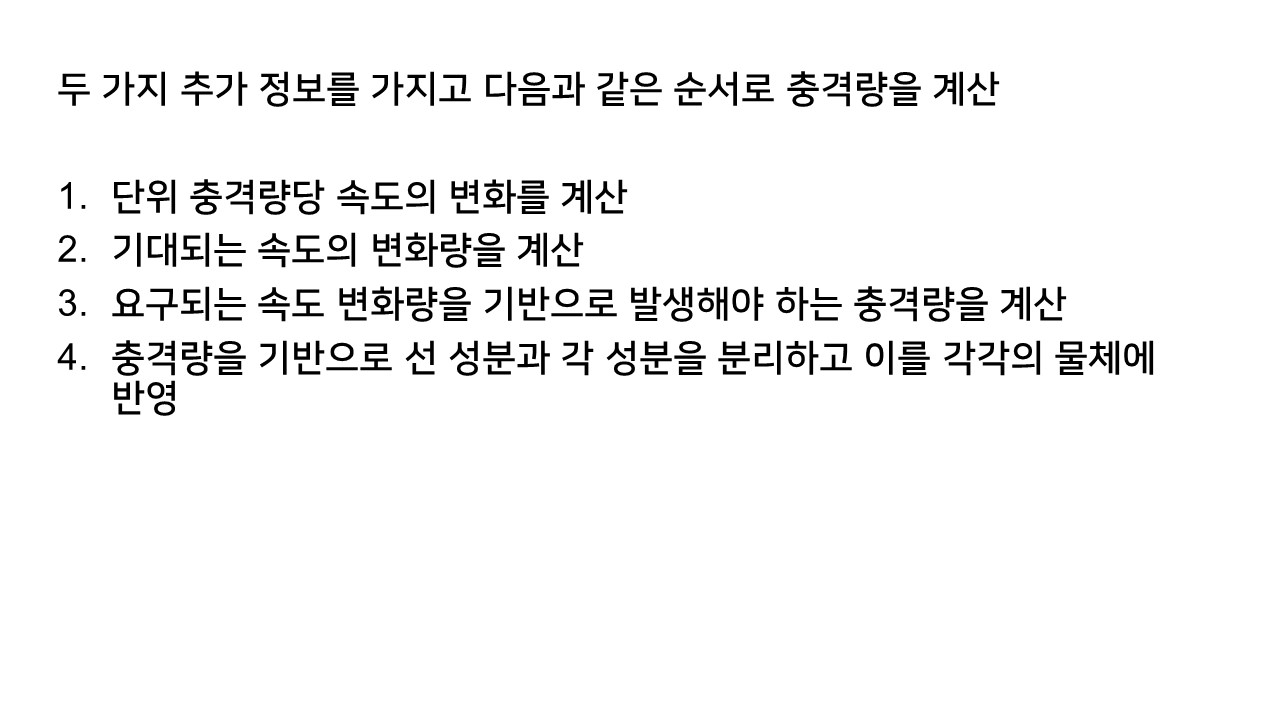 두 가지 추가 정보를 가지고 다음과 같은 순서로 충격량을 계산
1. 단위 충격량당 속도의 변화를 계산
2. 기대되는 속도의 변화량을 계산
3. 요구되는 속도 변화량을 기반으로 발생해야 하는 충격량을 계산
4. 충격량을 기반으로 선 성분과 각 성분을 분리하고 이를 각각의 물체에
반영